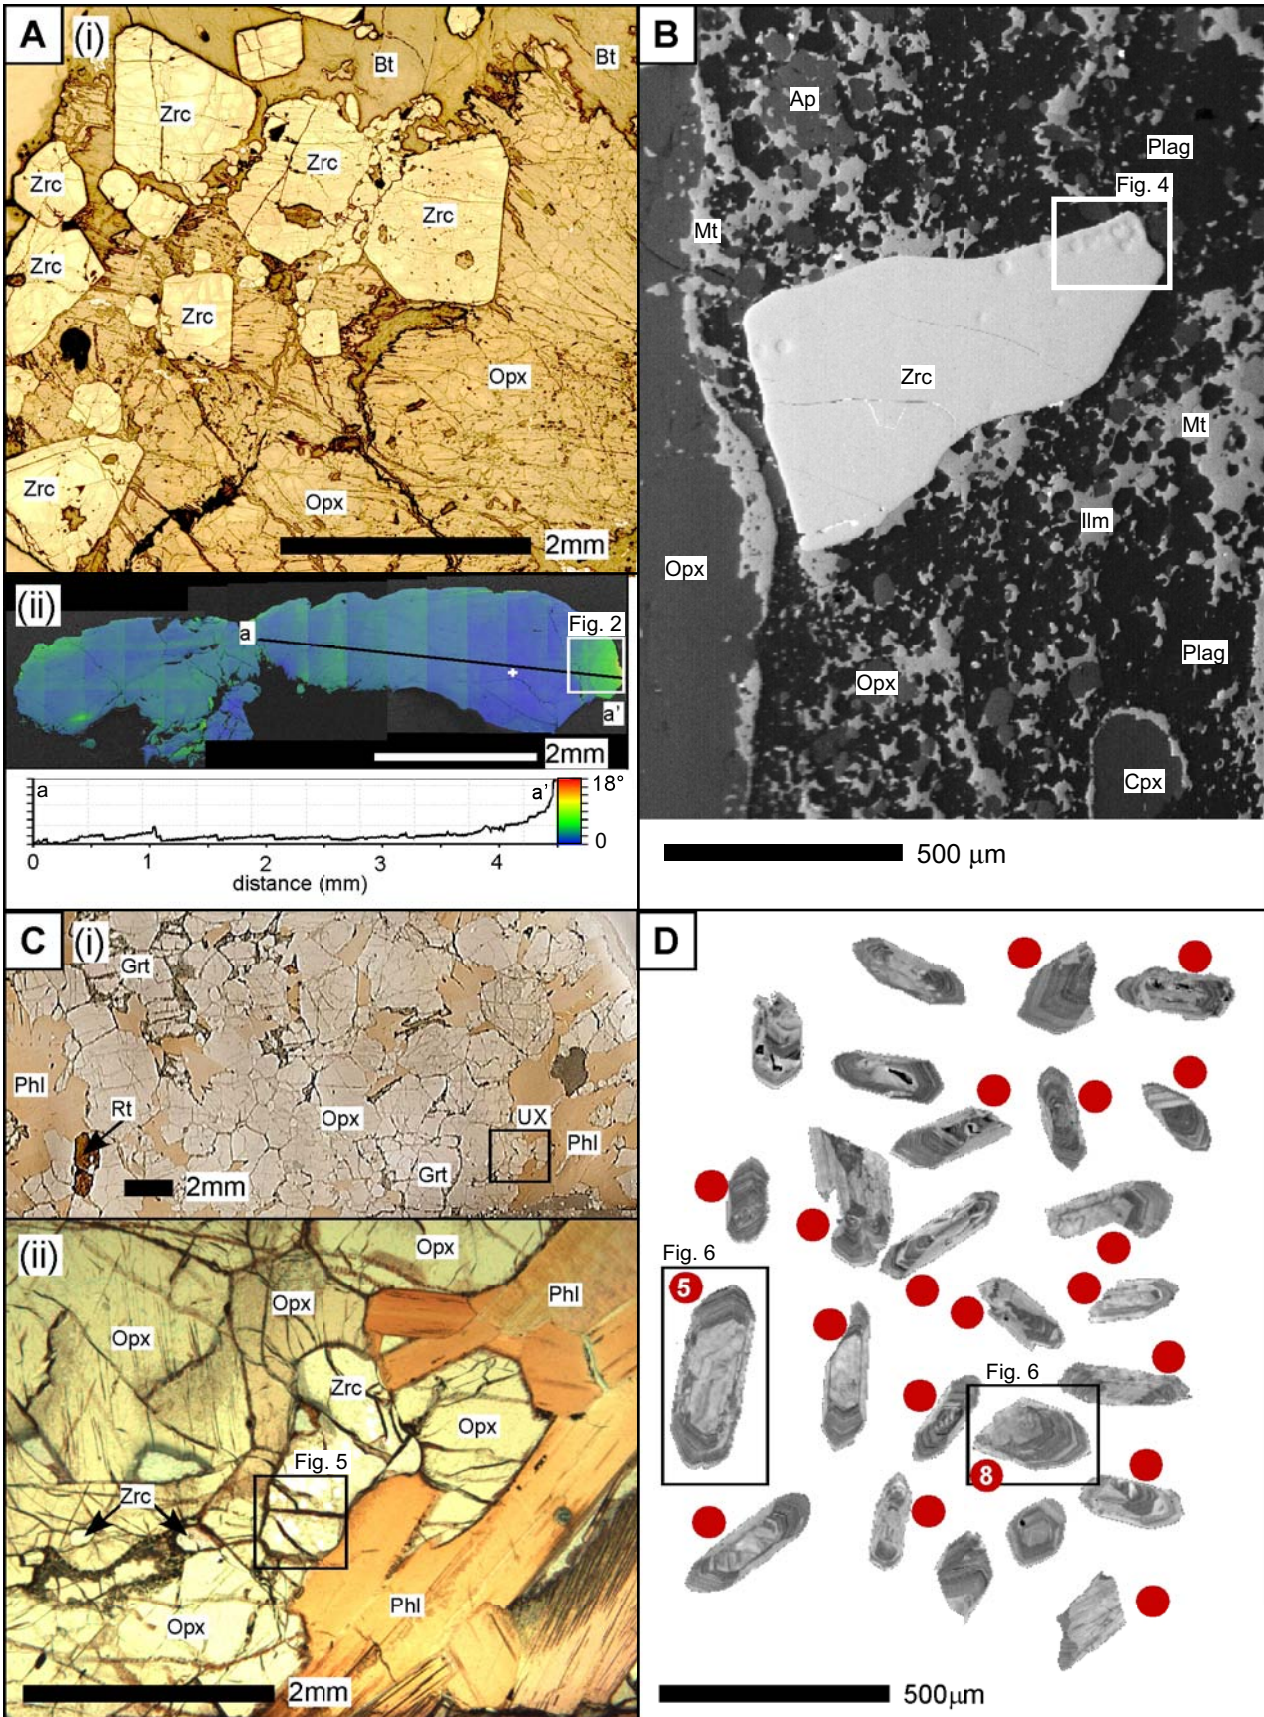 A (i)
Bt
Bt
Zrc
Zrc
Zrc
Zrc
Zrc
Zrc
Opx
Zrc
Opx
2mm
(ii)
a
Fig. 2
a'
2mm
a
a'
18°
0
0 1 2 3 4
distance (mm)
B
Ap
Plag
Fig. 4
Mt
Zrc
Mt
Ilm
Opx
Plag
Opx
Cpx
500 μm
C (i)
Grt
Phl
Rt
Opx
UX
Phl
Grt
2mm
(ii)
Opx
Phl
Opx
Opx
Zrc
Opx
Fig. 5
Zrc
Phl
Opx
2mm
D
Fig. 6
5
Fig. 6
8
500μm